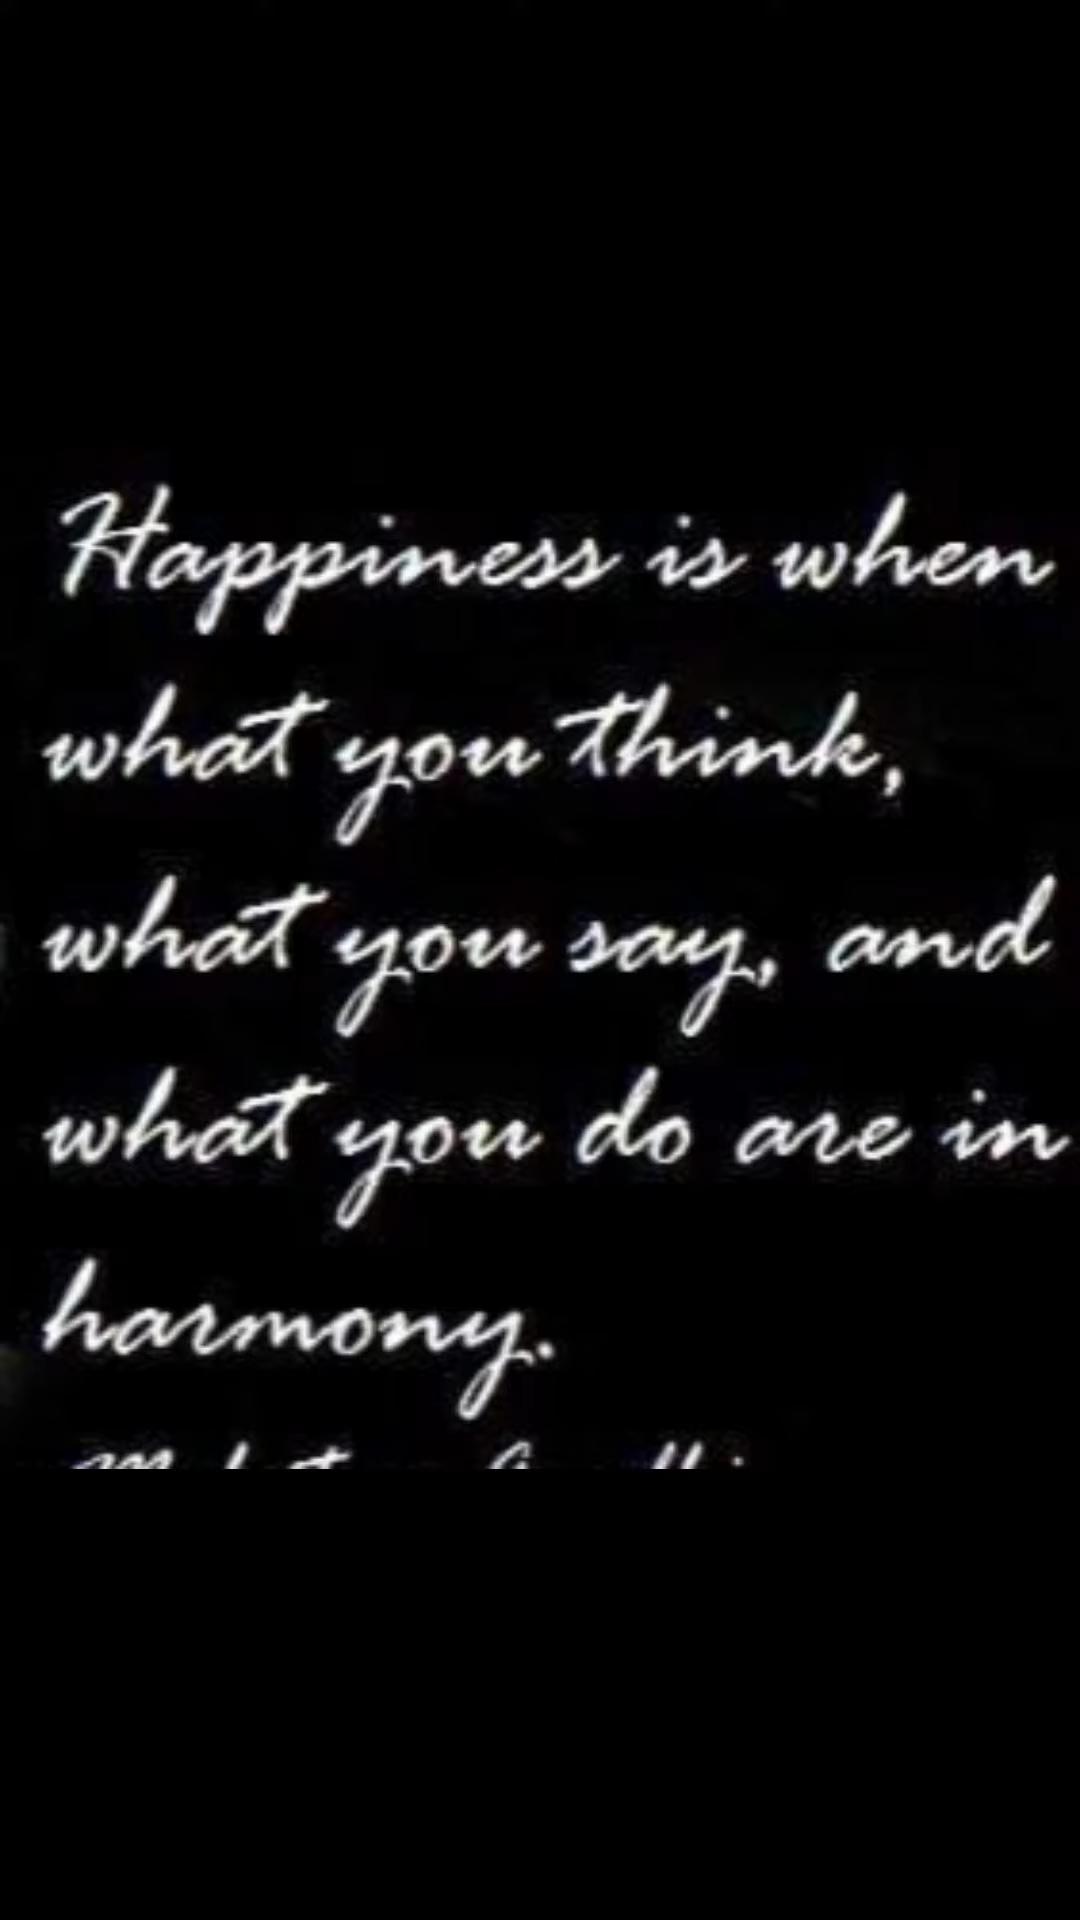 Happiness is when
what you think,
what you say, and
what you do are in
harmony.